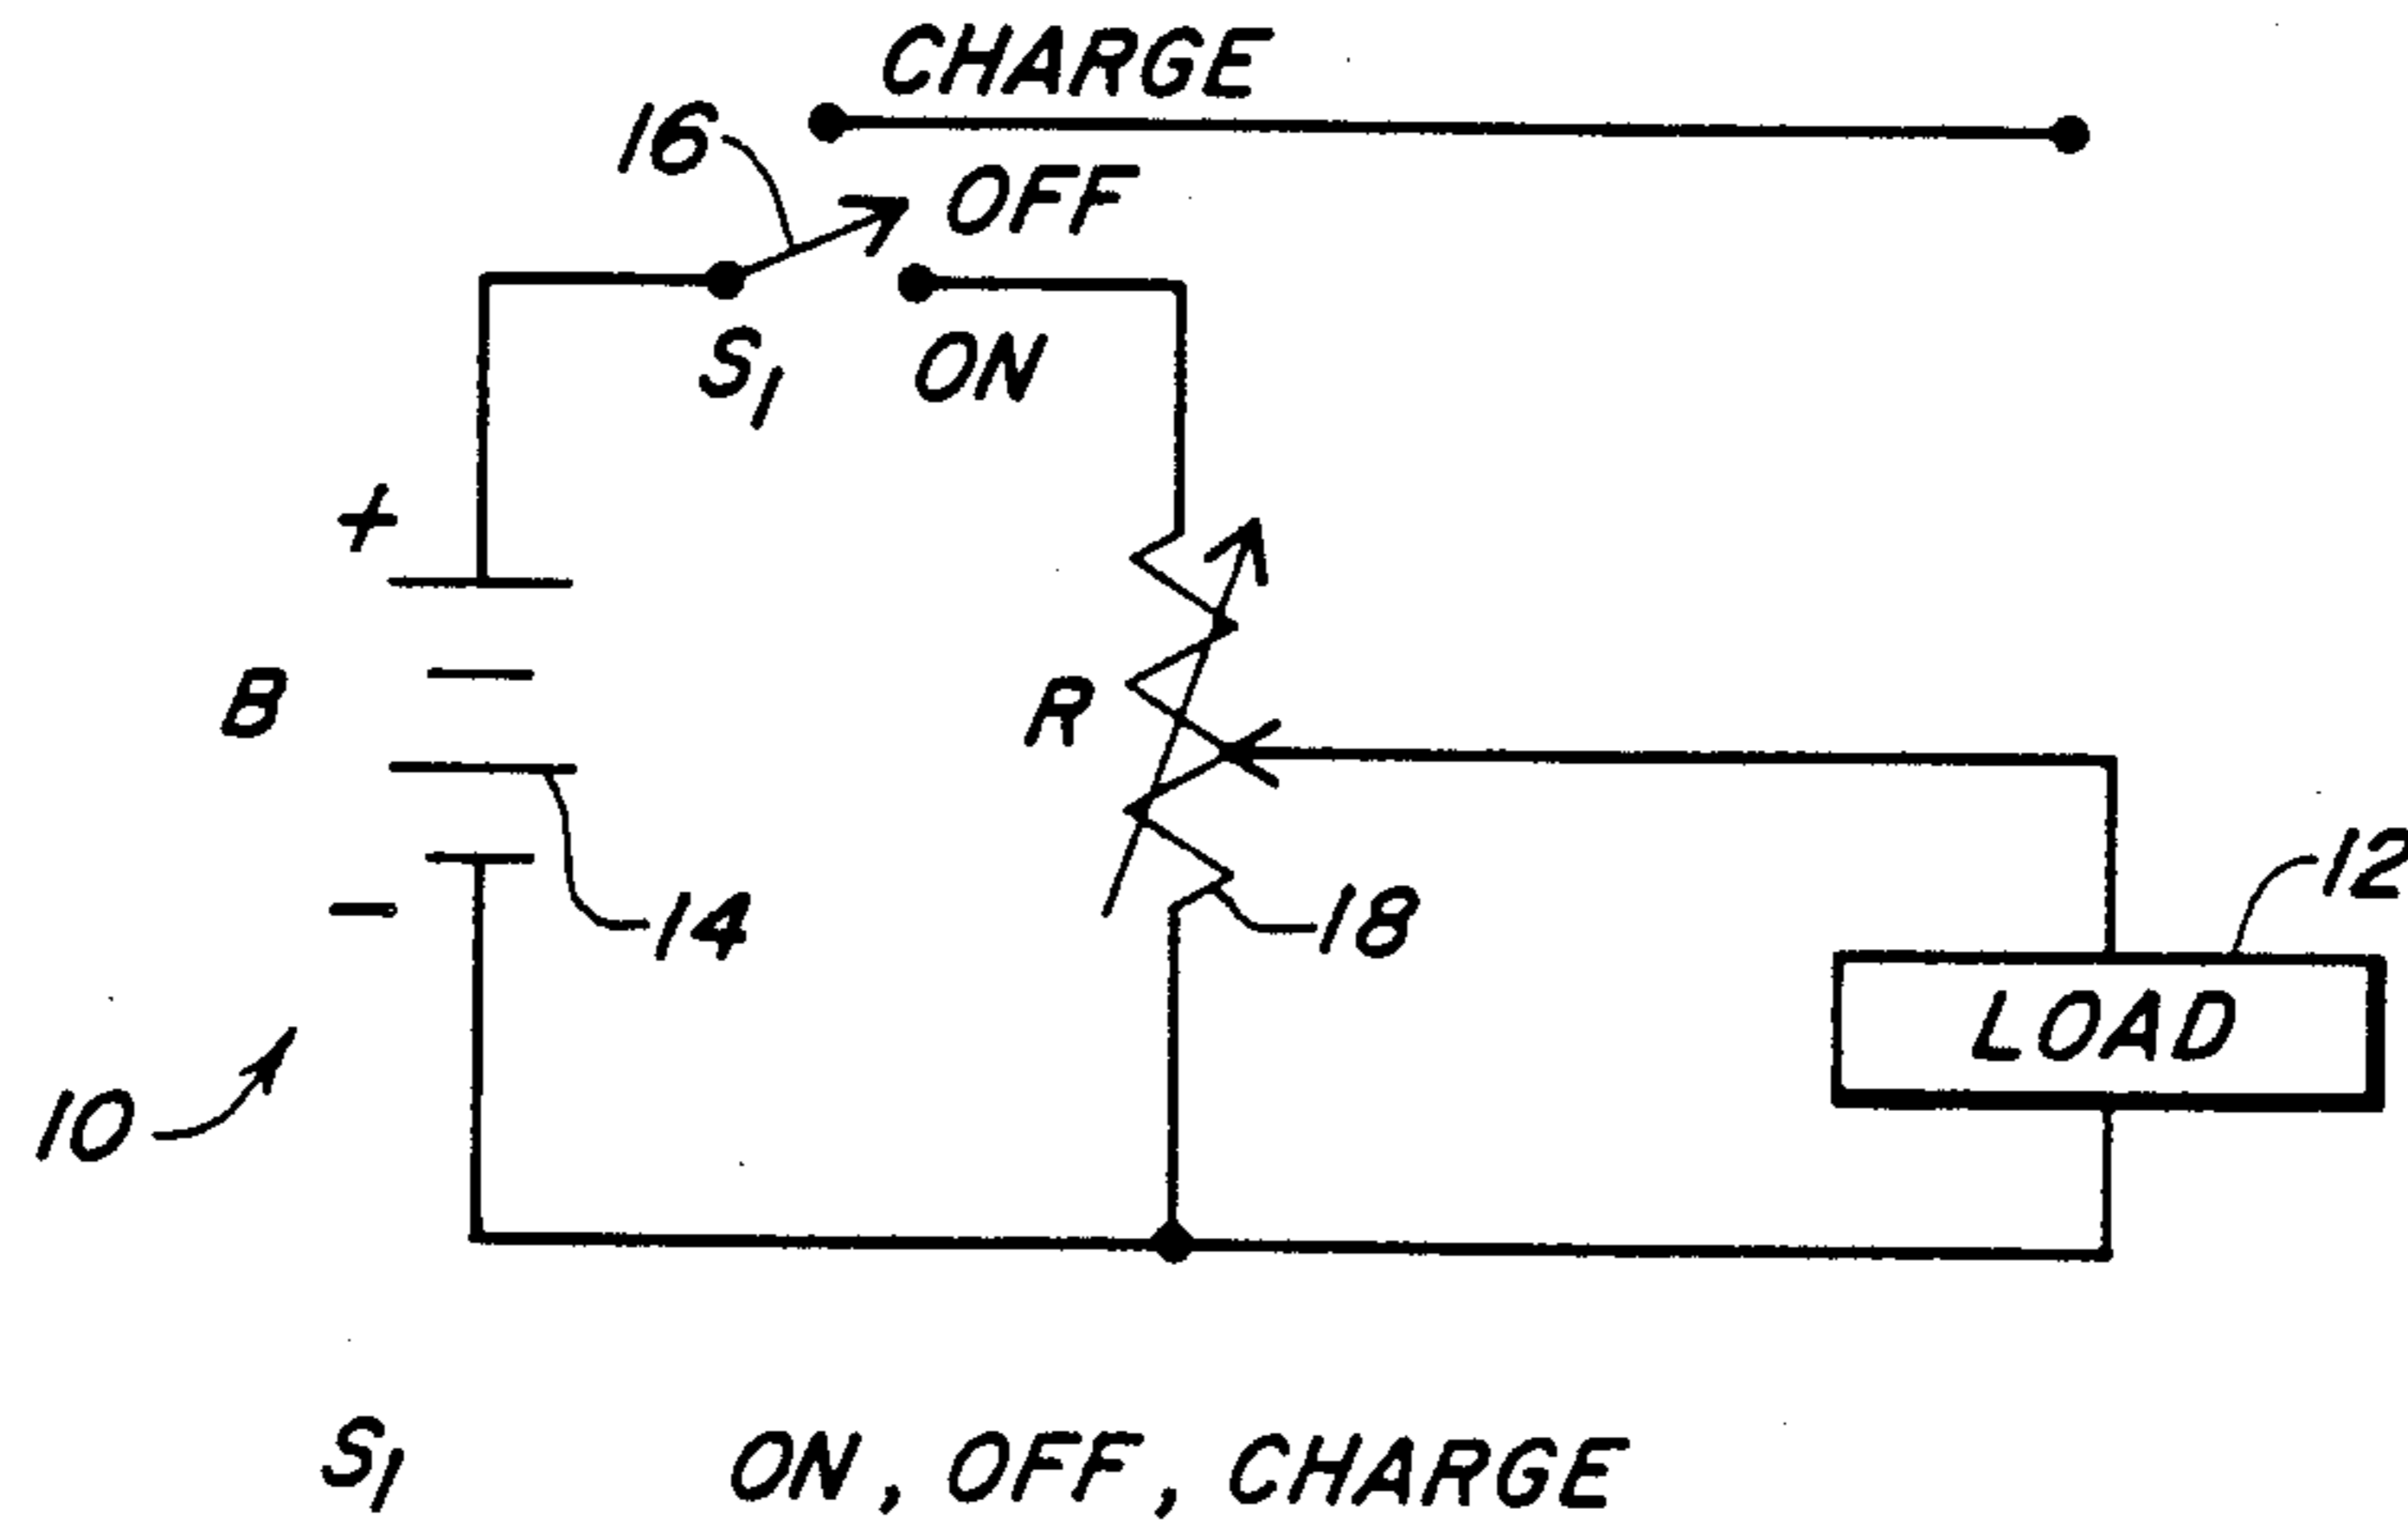 CHARGE
16
OFF
S1
ON
+
B
R
12
14
18
-
LOAD
10
S1 ON, OFF, CHARGE